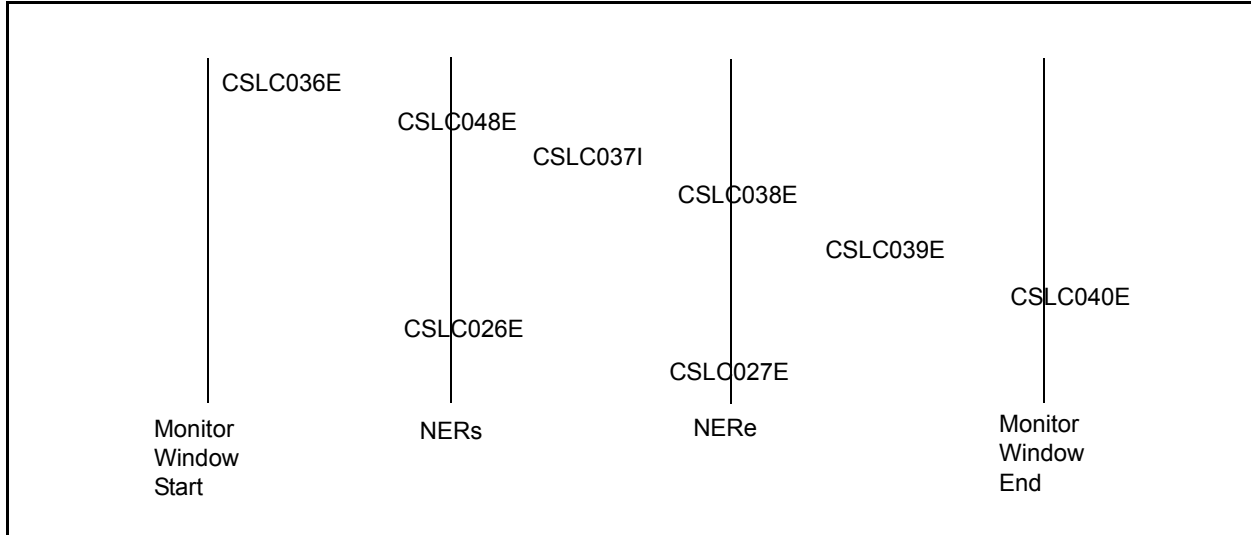 CSLC036E
CSLC048E
CSLC037I
CSLC038E
CSLC039E
CSLC040E
CSLC026E
CSLC027E
Monitor
Window
Start
NERs
NERe
Monitor
Window
End